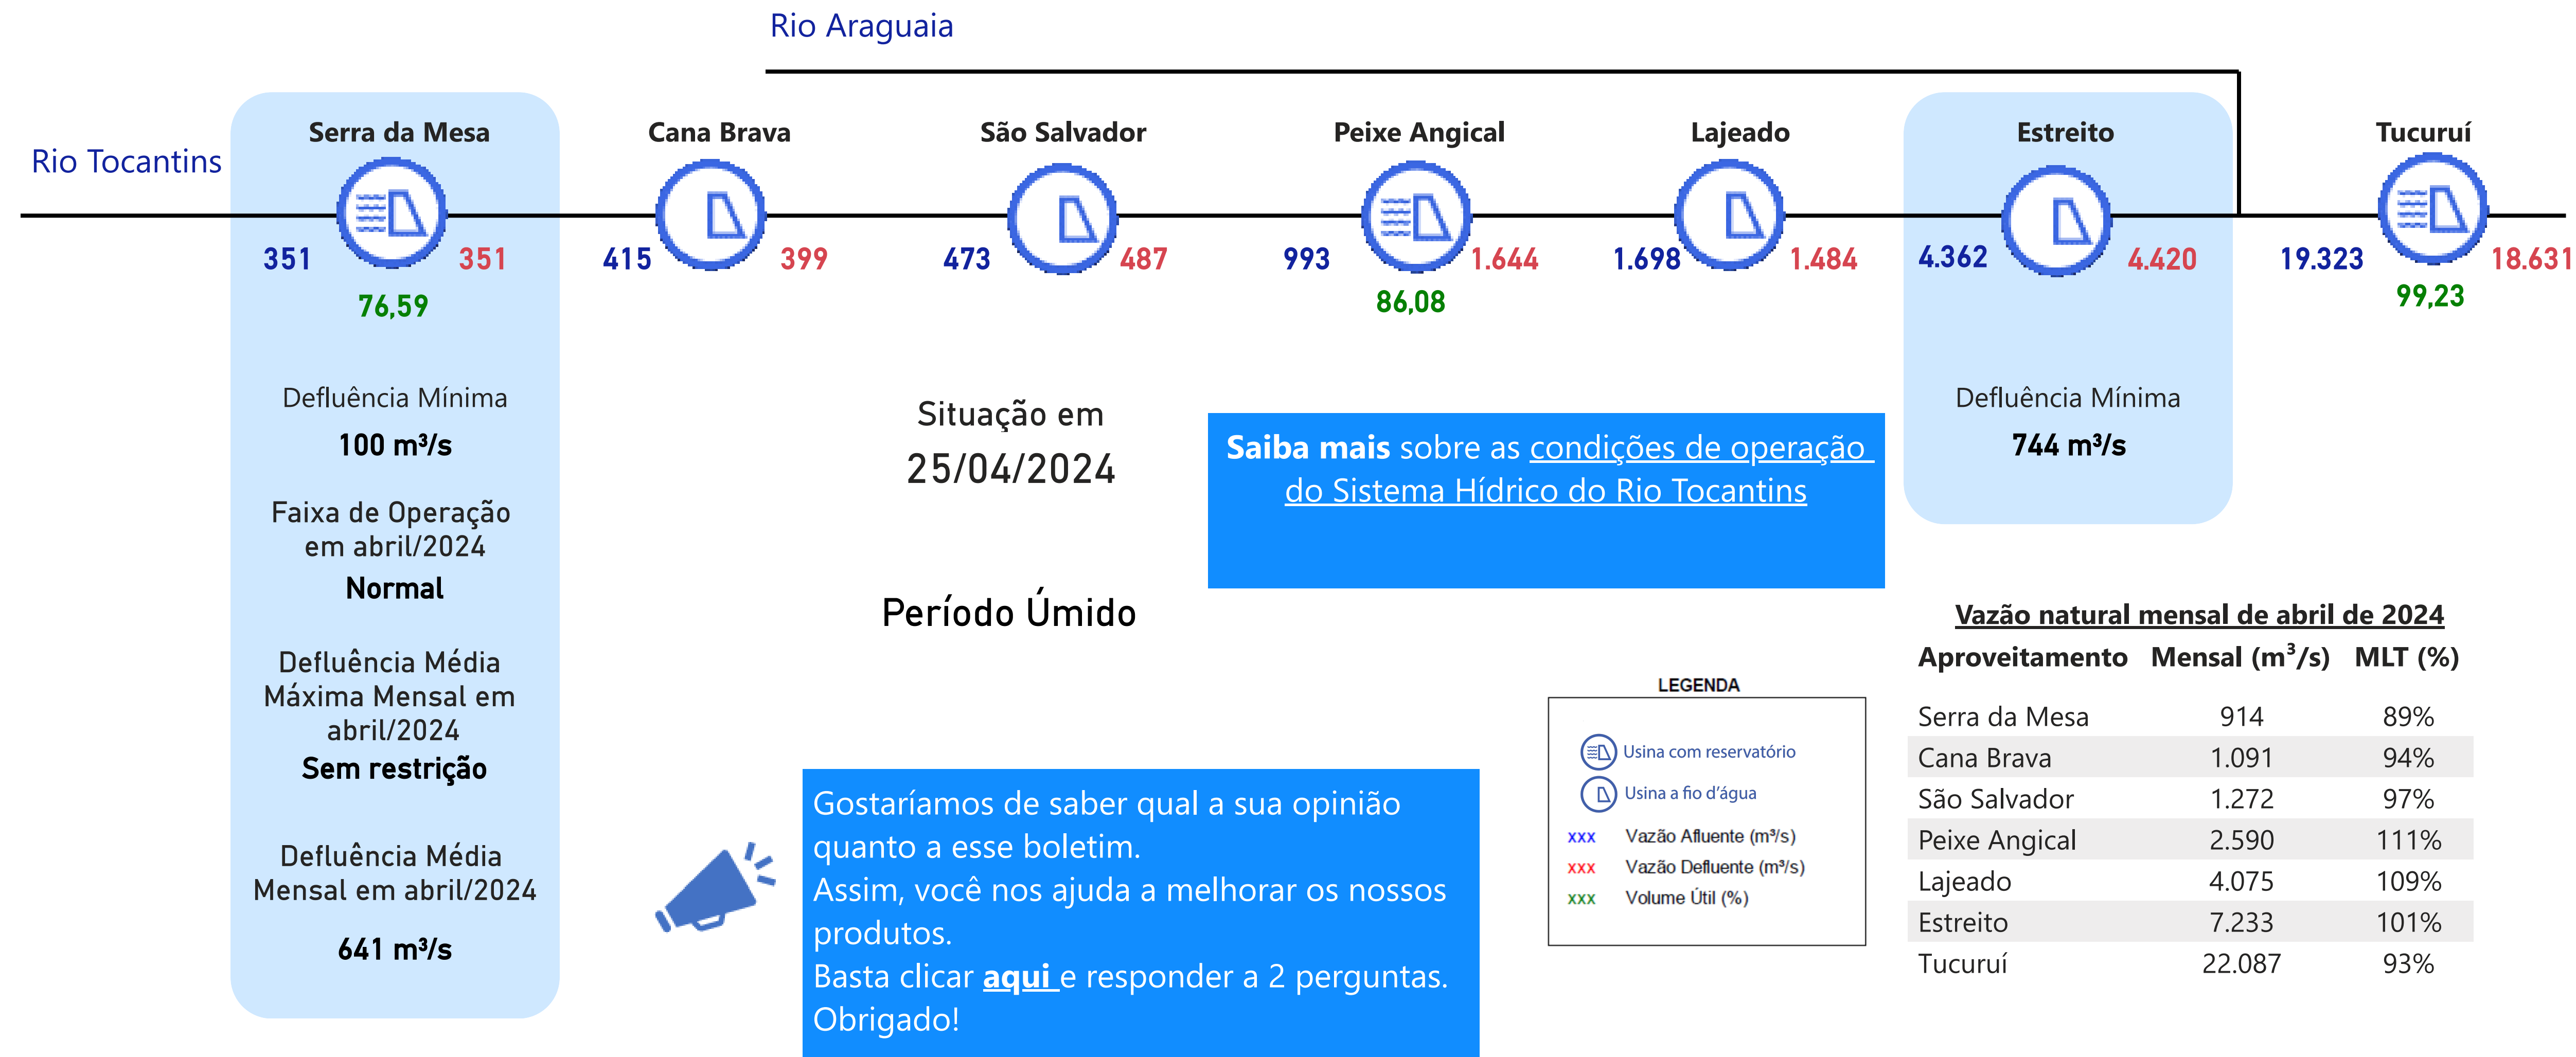 Rio Araguaia
Rio Tocantins
Serra da Mesa
Cana Brava
São Salvador
Peixe Angical
Lajeado
Estreito
Tucuruí
351
351
415
399
473
487
993
1.644
1.698
1.484
4.362
4.420
19.323
18.631
76,59
86,08
99,23
Defluência Mínima
100 m³/s
Faixa de Operação
em abril/2024
Normal
Defluência Média
Máxima Mensal em
abril/2024
Sem restrição
Defluência Média
Mensal em abril/2024
641 m³/s
Situação em
25/04/2024
Período Úmido
Saiba mais sobre as condições de operação
do Sistema Hídrico do Rio Tocantins
Defluência Mínima
744 m³/s
Gostaríamos de saber qual a sua opinião
quanto a esse boletim.
Assim, você nos ajuda a melhorar os nossos
produtos.
Basta clicar aqui e responder a 2 perguntas.
Obrigado!
LEGENDA
Usina com reservatório
Usina a fio d'água
xxx Vazão Afluente (m³/s)
xxx Vazão Defluente (m³/s)
xxx Volume Útil (%)
Vazão natural mensal de abril de 2024
Aproveitamento Mensal (m³/s) MLT (%)
Serra da Mesa 914 89%
Cana Brava 1.091 94%
São Salvador 1.272 97%
Peixe Angical 2.590 111%
Lajeado 4.075 109%
Estreito 7.233 101%
Tucuruí 22.087 93%